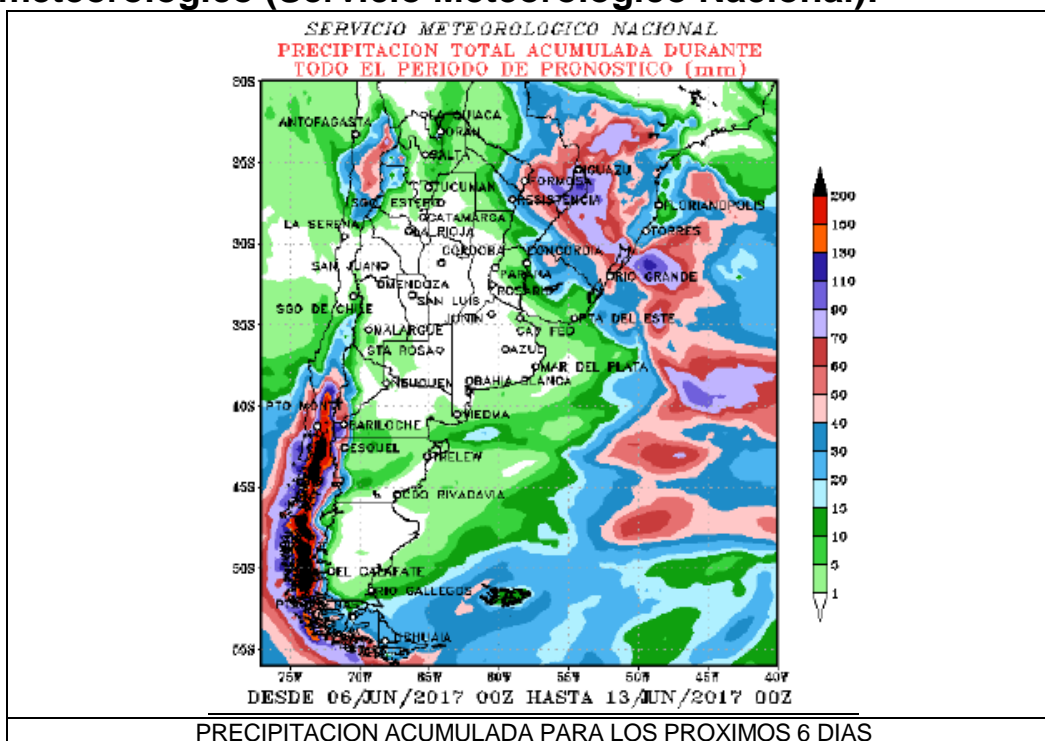 meteorológico (Servicio Meteorológico Nacional).
SERVICIO METEOROLOGICO NACIONAL
PRECIPITACION TOTAL ACUMULADA DURANTE
TODO EL PERIODO DE PRONOSTICO (mm)
ANTOFAGASTA
LA QUIACA
ORAN
25S
SALTA
IGUAZU
FORMOSA
TUCUMAN
RESISTENCIA
SGO ESTERO
FLORIANOPOLIS
200
CATAMARCA
LA SERENA
LA RIOJA
TORRES
150
30S
CORDOBA
CONCORDIA
130
SAN JUAN
PARANA
RIO GRANDE
110
MENDOZA
ROSARIO
SAN LUIS
90
SGO DE CHILE
JUNIN
PTA DEL ESTE
35S
MALARGUE
CAP FED
70
STA ROSA
AZUL
MAR DEL PLATA
60
NEUQUEN
BAHIA BLANCA
50
40S
PTO MONT
VIEDMA
BARILOCHE
40
ESQUEL
TRELEW
30
45S
CDO RIVADAVIA
20
15
10
50S
EL CALAFATE
5
RIO GALLEGOS
1
USHUAIA
55S
75W 70W 65W 60W 55W 50W 45W 40W
DESDE 06/JUN/2017 00Z HASTA 13/JUN/2017 00Z
PRECIPITACION ACUMULADA PARA LOS PROXIMOS 6 DIAS